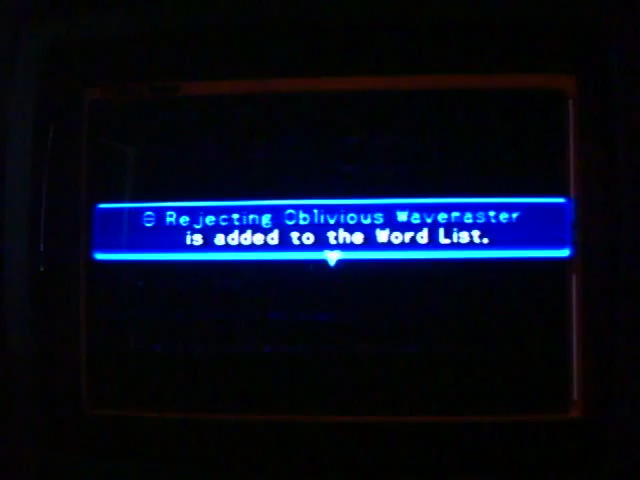 ⊖ Rejecting Oblivious Wavemaster
is added to the Word List.